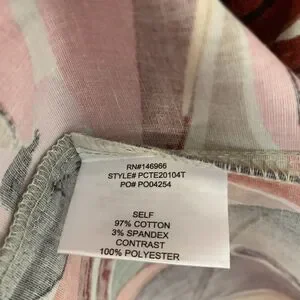 RN#146966
STYLE# PCTE20104T
PO# PO04254
SELF
97% COTTON
3% SPANDEX
CONTRAST
100% POLYESTER